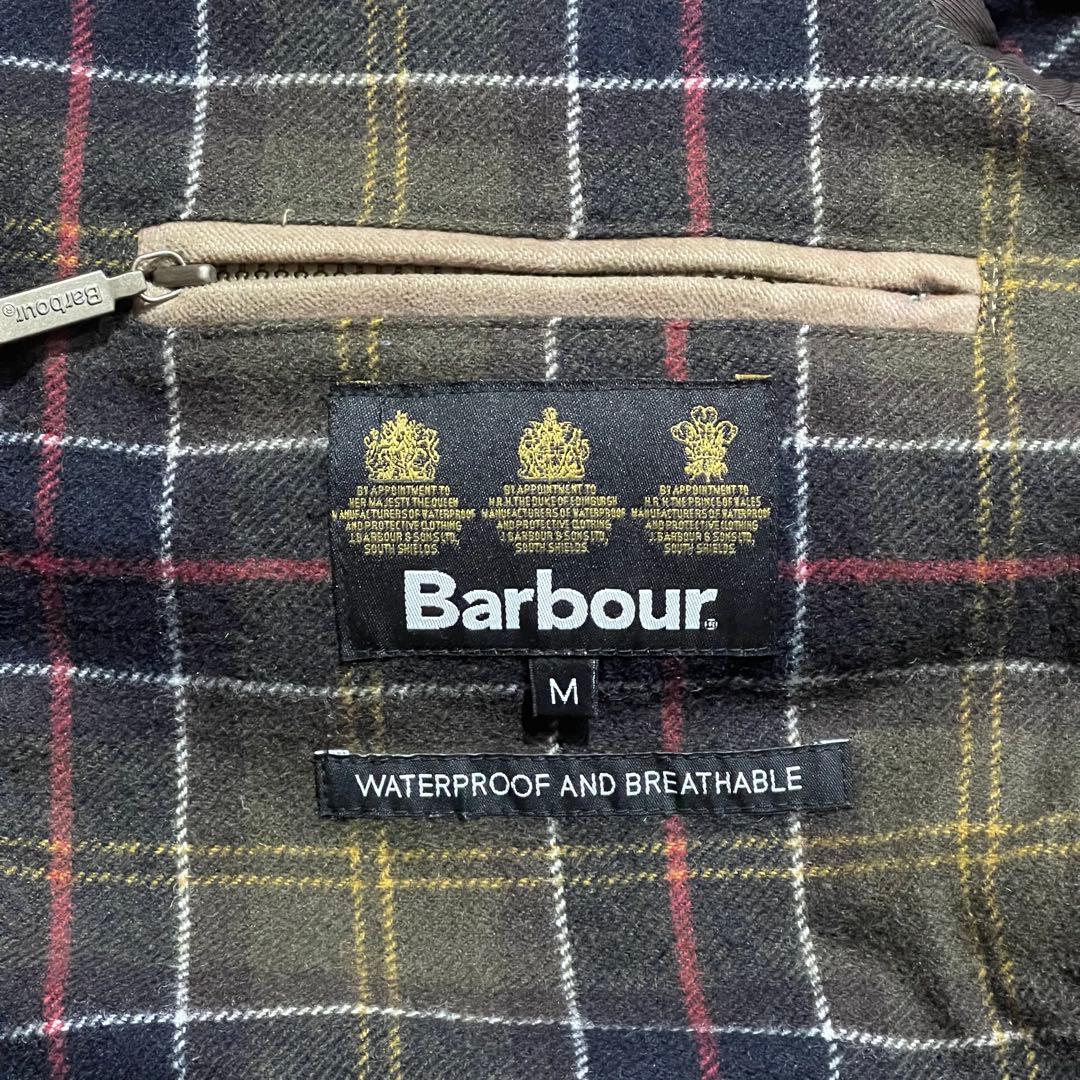 Barbour®
BY APPOINTMENT TO
HER MAJESTY THE QUEEN
MANUFACTURERS OF WATERPROOF
AND PROTECTIVE CLOTHING
J. BARBOUR & SONS LTD,
SOUTH SHIELDS.
BY APPOINTMENT TO
H.R.H. THE DUKE OF EDINBURGH
MANUFACTURERS OF WATERPROOF
AND PROTECTIVE CLOTHING
J. BARBOUR & SONS LTD,
SOUTH SHIELDS.
BY APPOINTMENT TO
H.R.H. THE PRINCE OF WALES
MANUFACTURERS OF WATERPROOF
AND PROTECTIVE CLOTHING
J. BARBOUR & SONS LTD,
SOUTH SHIELDS.
Barbour®
M
WATERPROOF AND BREATHABLE